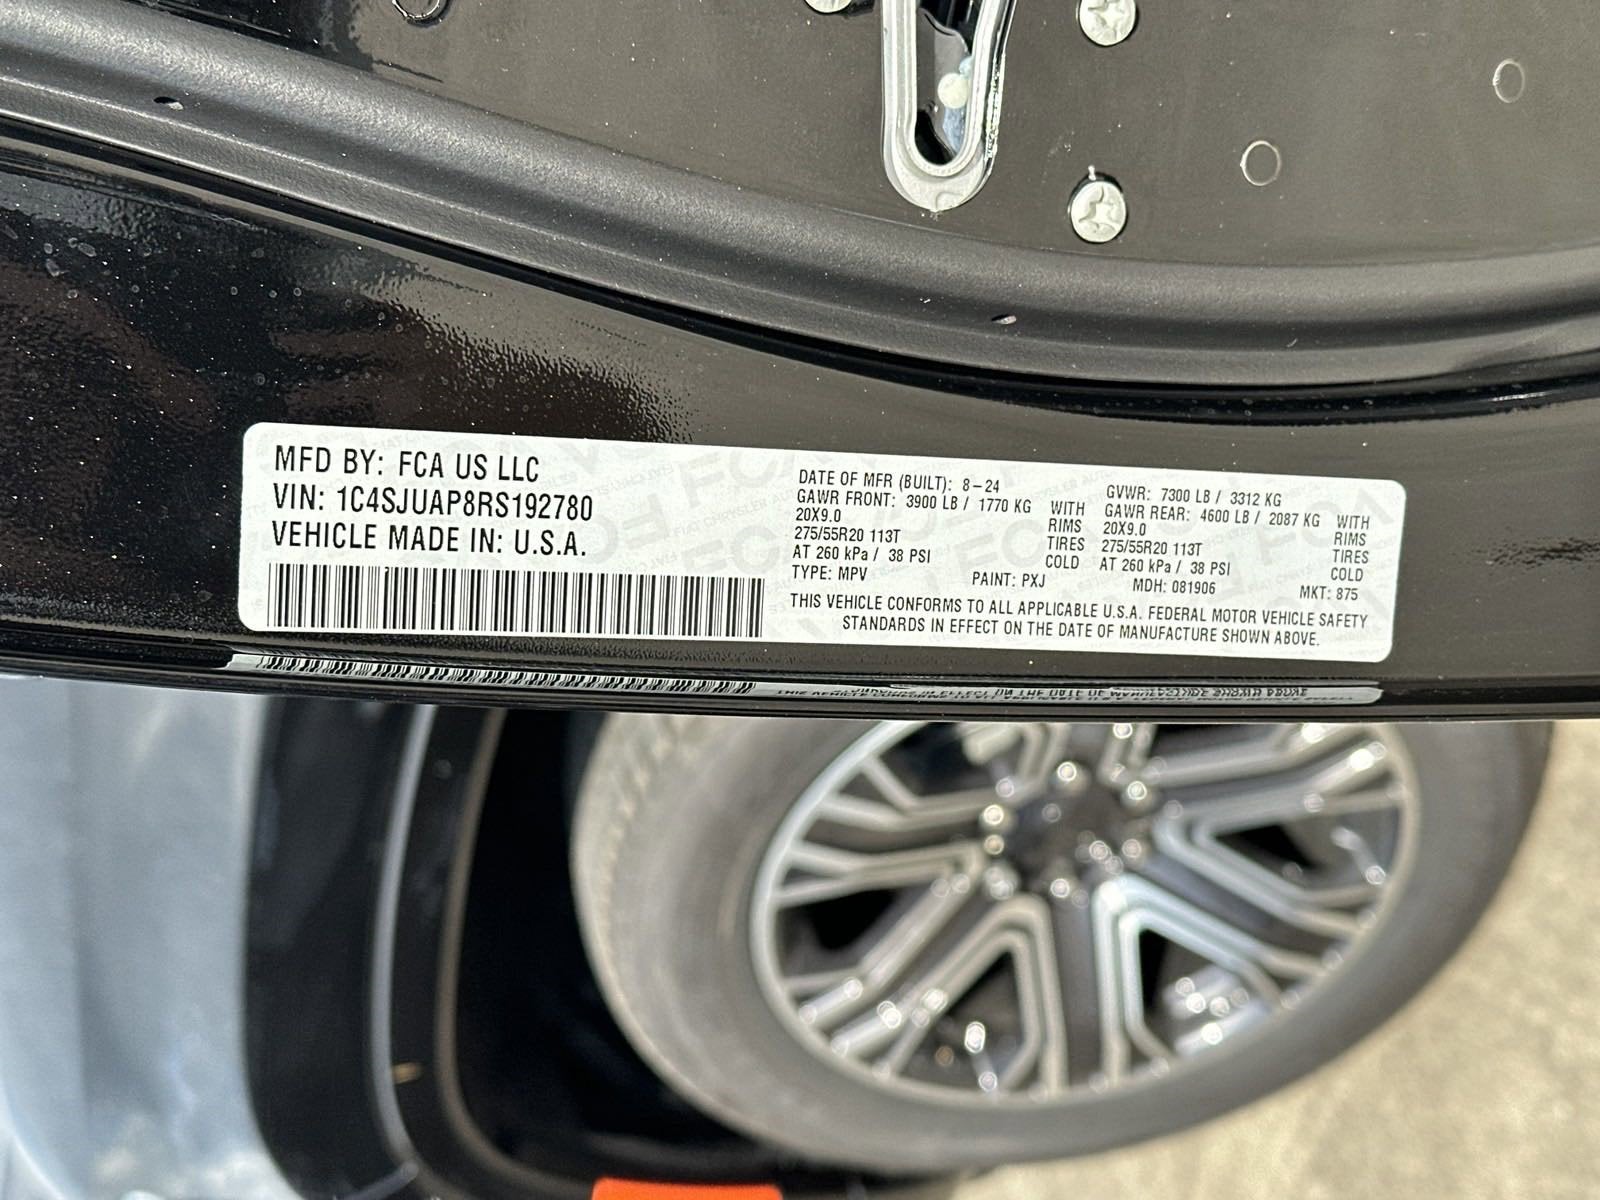 MFD BY: FCA US LLC
VIN: 1C4SJUAP8RS192780
VEHICLE MADE IN: U.S.A.
DATE OF MFR (BUILT): 8-24
GAWR FRONT: 3900 LB / 1770 KG WITH
20X9.0 RIMS
275/55R20 113T TIRES
AT 260 kPa / 38 PSI COLD
TYPE: MPV PAINT: PXJ
GVWR: 7300 LB / 3312 KG
GAWR REAR: 4600 LB / 2087 KG WITH
20X9.0 RIMS
275/55R20 113T TIRES
AT 260 kPa / 38 PSI COLD
MDH: 081906 MKT: 875
THIS VEHICLE CONFORMS TO ALL APPLICABLE U.S.A. FEDERAL MOTOR VEHICLE SAFETY
STANDARDS IN EFFECT ON THE DATE OF MANUFACTURE SHOWN ABOVE.